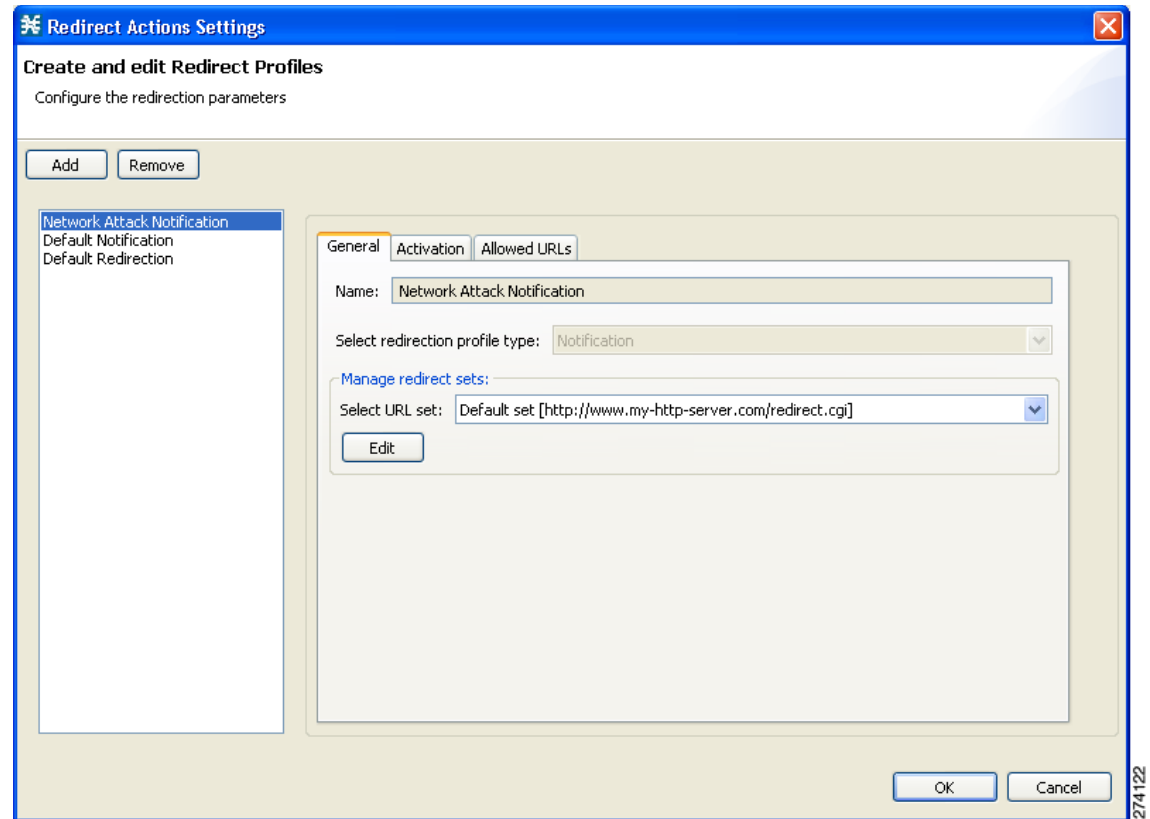 Redirect Actions Settings
Create and edit Redirect Profiles
Configure the redirection parameters
Add Remove
Network Attack Notification
Default Notification
Default Redirection
General Activation Allowed URLs
Name: Network Attack Notification
Select redirection profile type: Notification
Manage redirect sets:
Select URL set: Default set [http://www.my-http-server.com/redirect.cgi]
Edit
OK Cancel
274122